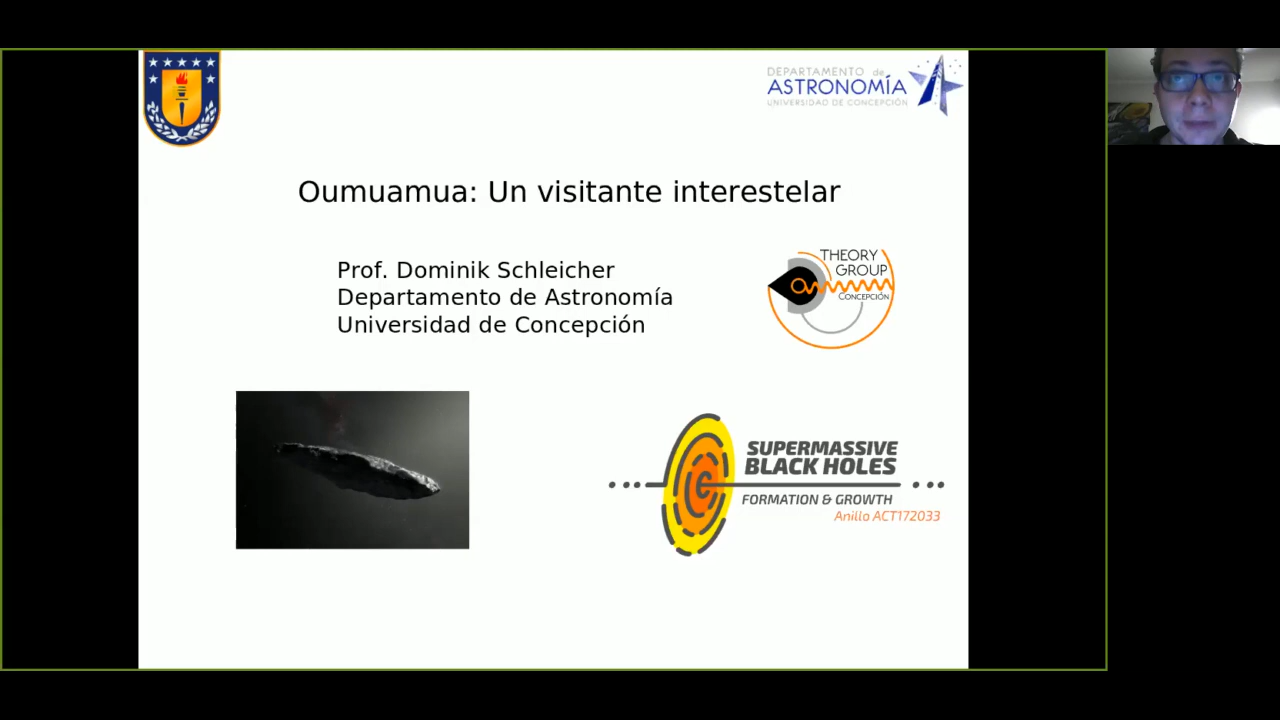 DEPARTAMENTO de
ASTRONOMÍA
UNIVERSIDAD DE CONCEPCIÓN
Oumuamua: Un visitante interestelar
Prof. Dominik Schleicher
Departamento de Astronomía
Universidad de Concepción
THEORY
GROUP
CONCEPCIÓN
SUPERMASSIVE
BLACK HOLES
FORMATION & GROWTH
Anillo ACT172033